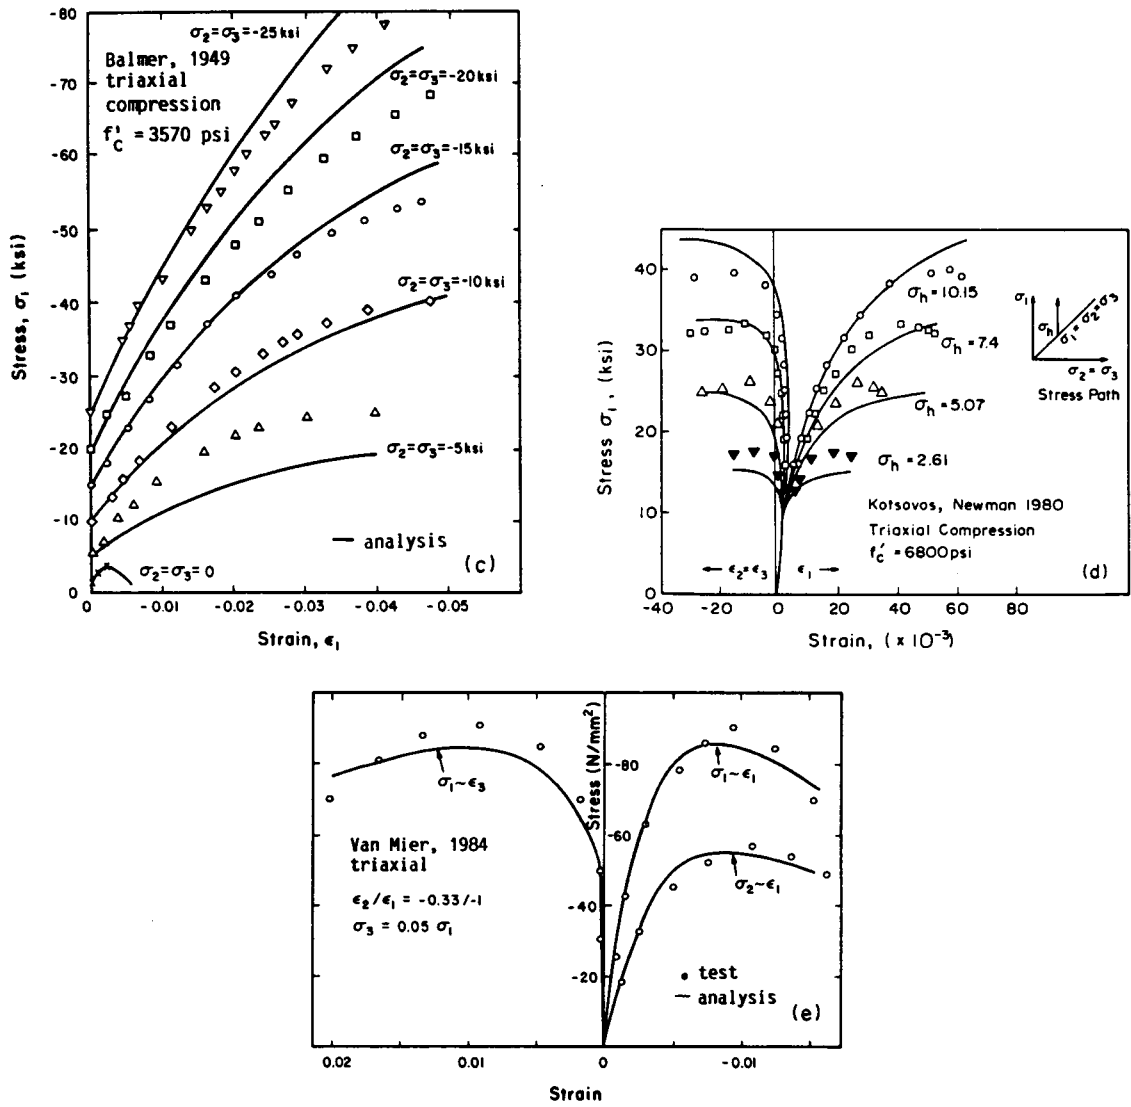 -80
-70
-60
-50
-40
-30
-20
-10
0
Stress, σ₁ (ksi)
Balmer, 1949
triaxial
compression
f'c = 3570 psi
σ₂=σ₃=-25ksi
σ₂=σ₃=-20ksi
σ₂=σ₃=-15ksi
σ₂=σ₃=-10ksi
σ₂=σ₃=-5ksi
σ₂=σ₃=0
— analysis
(c)
0 -0.01 -0.02 -0.03 -0.04 -0.05
Strain, ε₁
40
30
20
10
0
Stress σ₁, (ksi)
σh = 10.15
σh = 7.4
σh = 5.07
σh = 2.61
σ₁
σh
σ₁ = σ₂ = σ₃
σ₂ = σ₃
Stress Path
Kotsovos, Newman 1980
Triaxial Compression
fc' = 6800psi
← ε₂=ε₃ ε₁ →
(d)
-40 -20 0 20 40 60 80
Strain, (× 10⁻³)
Stress (N/mm²)
-80
-60
-40
-20
σ₁~ε₃
σ₁~ε₁
σ₂~ε₁
Van Mier, 1984
triaxial
ε₂/ε₁ = -0.33/-1
σ₃ = 0.05 σ₁
test
— analysis
(e)
0.02 0.01 0 -0.01
Strain